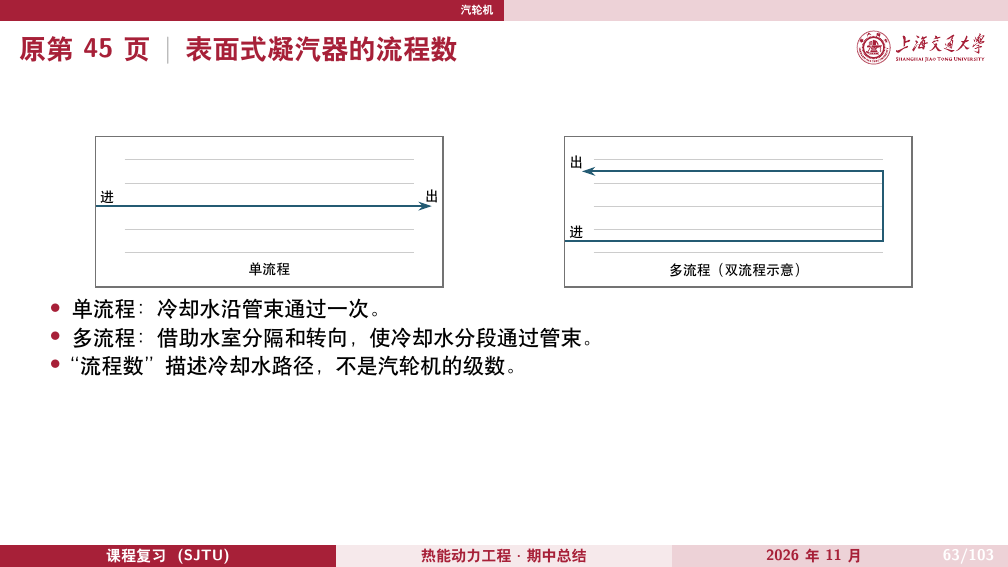 汽轮机
原第 45 页 | 表面式凝汽器的流程数
上海交通大学
SHANGHAI JIAO TONG UNIVERSITY
进
出
单流程
出
进
多流程（双流程示意）
单流程：冷却水沿管束通过一次。
多流程：借助水室分隔和转向，使冷却水分段通过管束。
“流程数”描述冷却水路径，不是汽轮机的级数。
课程复习 (SJTU)
热能动力工程 · 期中总结
2026 年 11 月
63/103